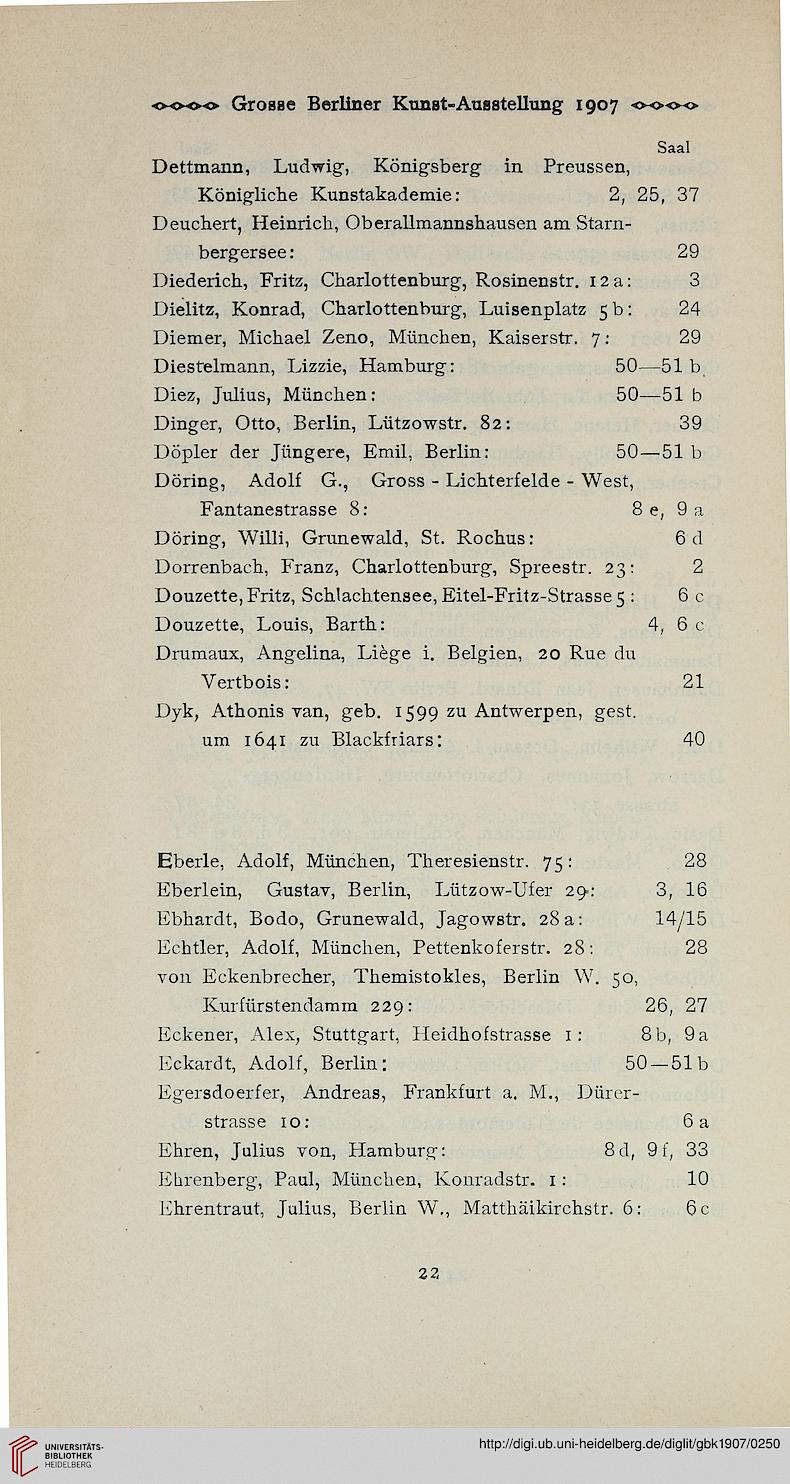 Grosse Berliner Kunst-Ausstellung 1907
Saal
Dettmann, Ludwig, Königsberg in Preussen,
Königliche Kunstakademie: 2, 25, 37
Deuchert, Heinrich, Oberallmannshausen am Starn-
bergersee: 29
Diederich, Fritz, Charlottenburg, Rosinenstr. 12a: 3
Dielitz, Konrad, Charlottenburg, Luisenplatz 5b: 24
Diemer, Michael Zeno, München, Kaiserstr. 7: 29
Diestelmann, Lizzie, Hamburg: 50—51 b
Diez, Julius, München: 50—51 b
Dinger, Otto, Berlin, Lützowstr. 82: 39
Döpler der Jüngere, Emil, Berlin: 50—51 b
Döring, Adolf G., Gross - Lichterfelde - West,
Fantanestrasse 8: 8 e, 9 a
Döring, Willi, Grunewald, St. Rochus: 6 d
Dorrenbach, Franz, Charlottenburg, Spreestr. 23: 2
Douzette, Fritz, Schlachtensee, Eitel-Fritz-Strasse 5: 6 c
Douzette, Louis, Barth: 4, 6 c
Drumaux, Angelina, Liège i. Belgien, 20 Rue du
Vertbois: 21
Dyk, Athonis van, geb. 1599 zu Antwerpen, gest.
um 1641 zu Blackfriars: 40
Eberle, Adolf, München, Theresienstr. 75: 28
Eberlein, Gustav, Berlin, Lützow-Ufer 29: 3, 16
Ebhardt, Bodo, Grunewald, Jagowstr. 28a: 14/15
Echtler, Adolf, München, Pettenkoferstr. 28: 28
von Eckenbrecher, Themistokles, Berlin W. 50,
Kurfürstendamm 229: 26, 27
Eckener, Alex, Stuttgart, Heidhofstrasse 1: 8b, 9a
Eckardt, Adolf, Berlin: 50—51b
Egersdoerfer, Andreas, Frankfurt a. M., Dürer-
strasse 10: 6 a
Ehren, Julius von, Hamburg: 8d, 9f, 33
Ehrenberg, Paul, München, Konradstr. 1: 10
Ehrentraut, Julius, Berlin W., Matthäikirchstr. 6: 6c
22
UNIVERSITÄTS-
BIBLIOTHEK
HEIDELBERG
http://digi.ub.uni-heidelberg.de/diglit/gbk1907/0250